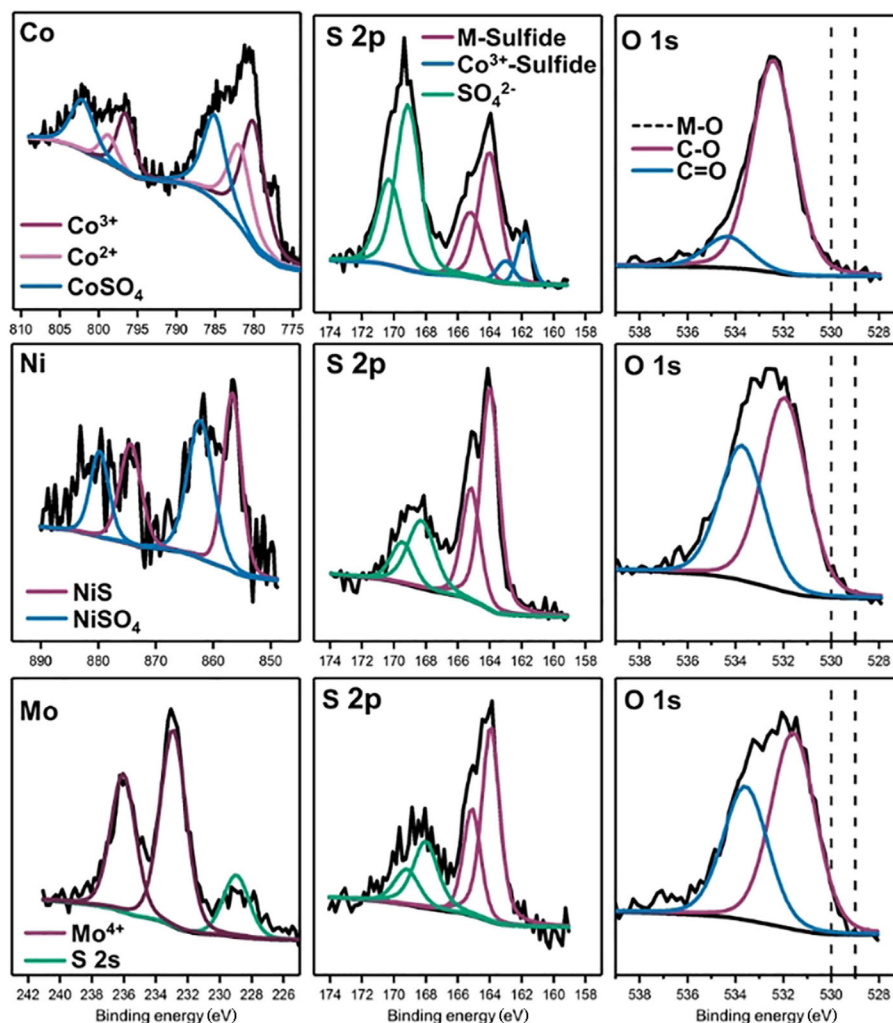 Co
Co³⁺
Co²⁺
CoSO₄
810 805 800 795 790 785 780 774
S 2p
M-Sulfide
Co³⁺-Sulfide
SO₄²⁻
174 172 170 168 166 164 162 160 158
O 1s
M-O
C-O
C=O
538 536 534 532 530 528
Ni
NiS
NiSO₄
890 880 870 860 850
S 2p
174 172 170 168 166 164 162 160 158
O 1s
538 536 534 532 530 528
Mo
Mo⁴⁺
S 2s
242 240 238 236 233 230 228 226
Binding energy (eV)
S 2p
174 172 170 168 166 164 162 160 158
Binding energy (eV)
O 1s
538 536 534 532 530 528
Binding energy (eV)